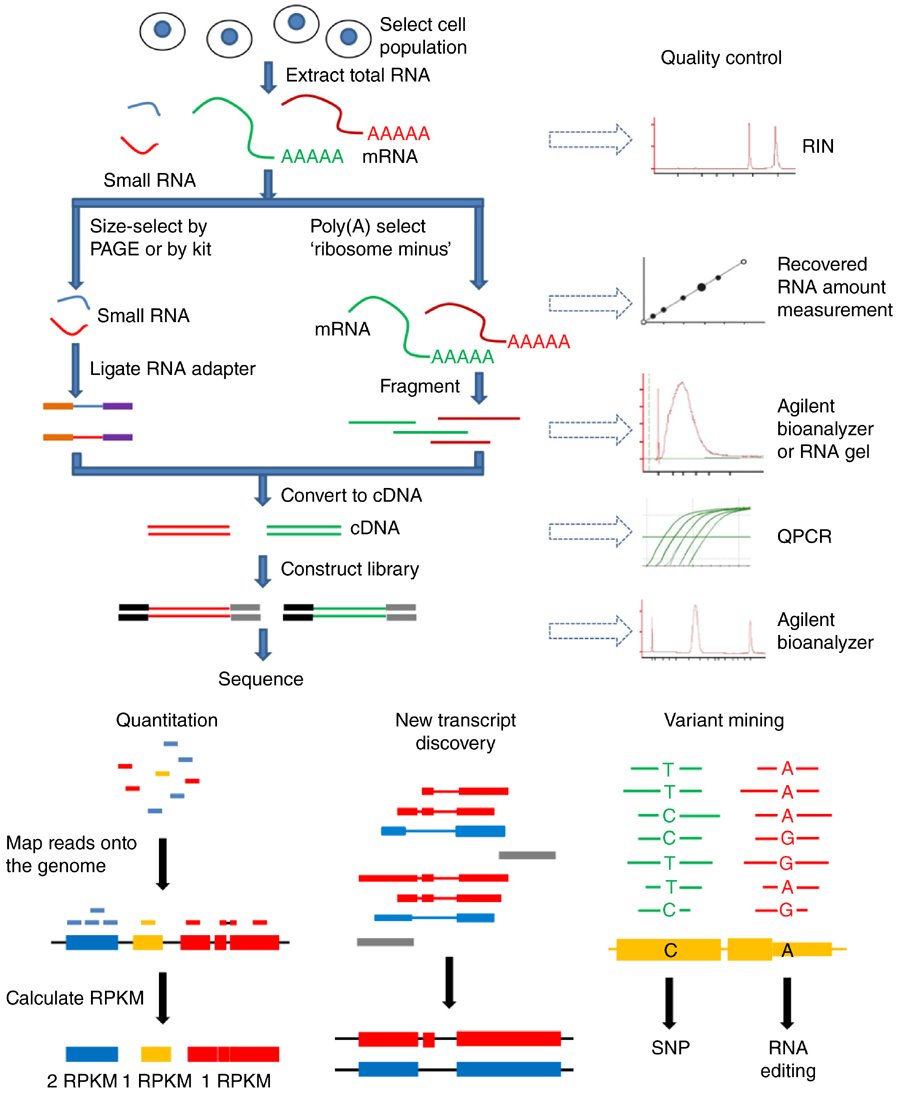 Select cell
population
Extract total RNA
Quality control
AAAAA
AAAAA
mRNA
RIN
Small RNA
Size-select by
PAGE or by kit
Poly(A) select
‘ribosome minus’
Recovered
RNA amount
measurement
Small RNA
mRNA
AAAAA
AAAAA
Ligate RNA adapter
Fragment
Agilent
bioanalyzer
or RNA gel
Convert to cDNA
cDNA
QPCR
Construct library
Agilent
bioanalyzer
Sequence
Quantitation
New transcript
discovery
Variant mining
Map reads onto
the genome
T
T
C
C
T
T
C
A
A
A
G
G
A
G
C
A
Calculate RPKM
2 RPKM 1 RPKM 1 RPKM
SNP
RNA
editing